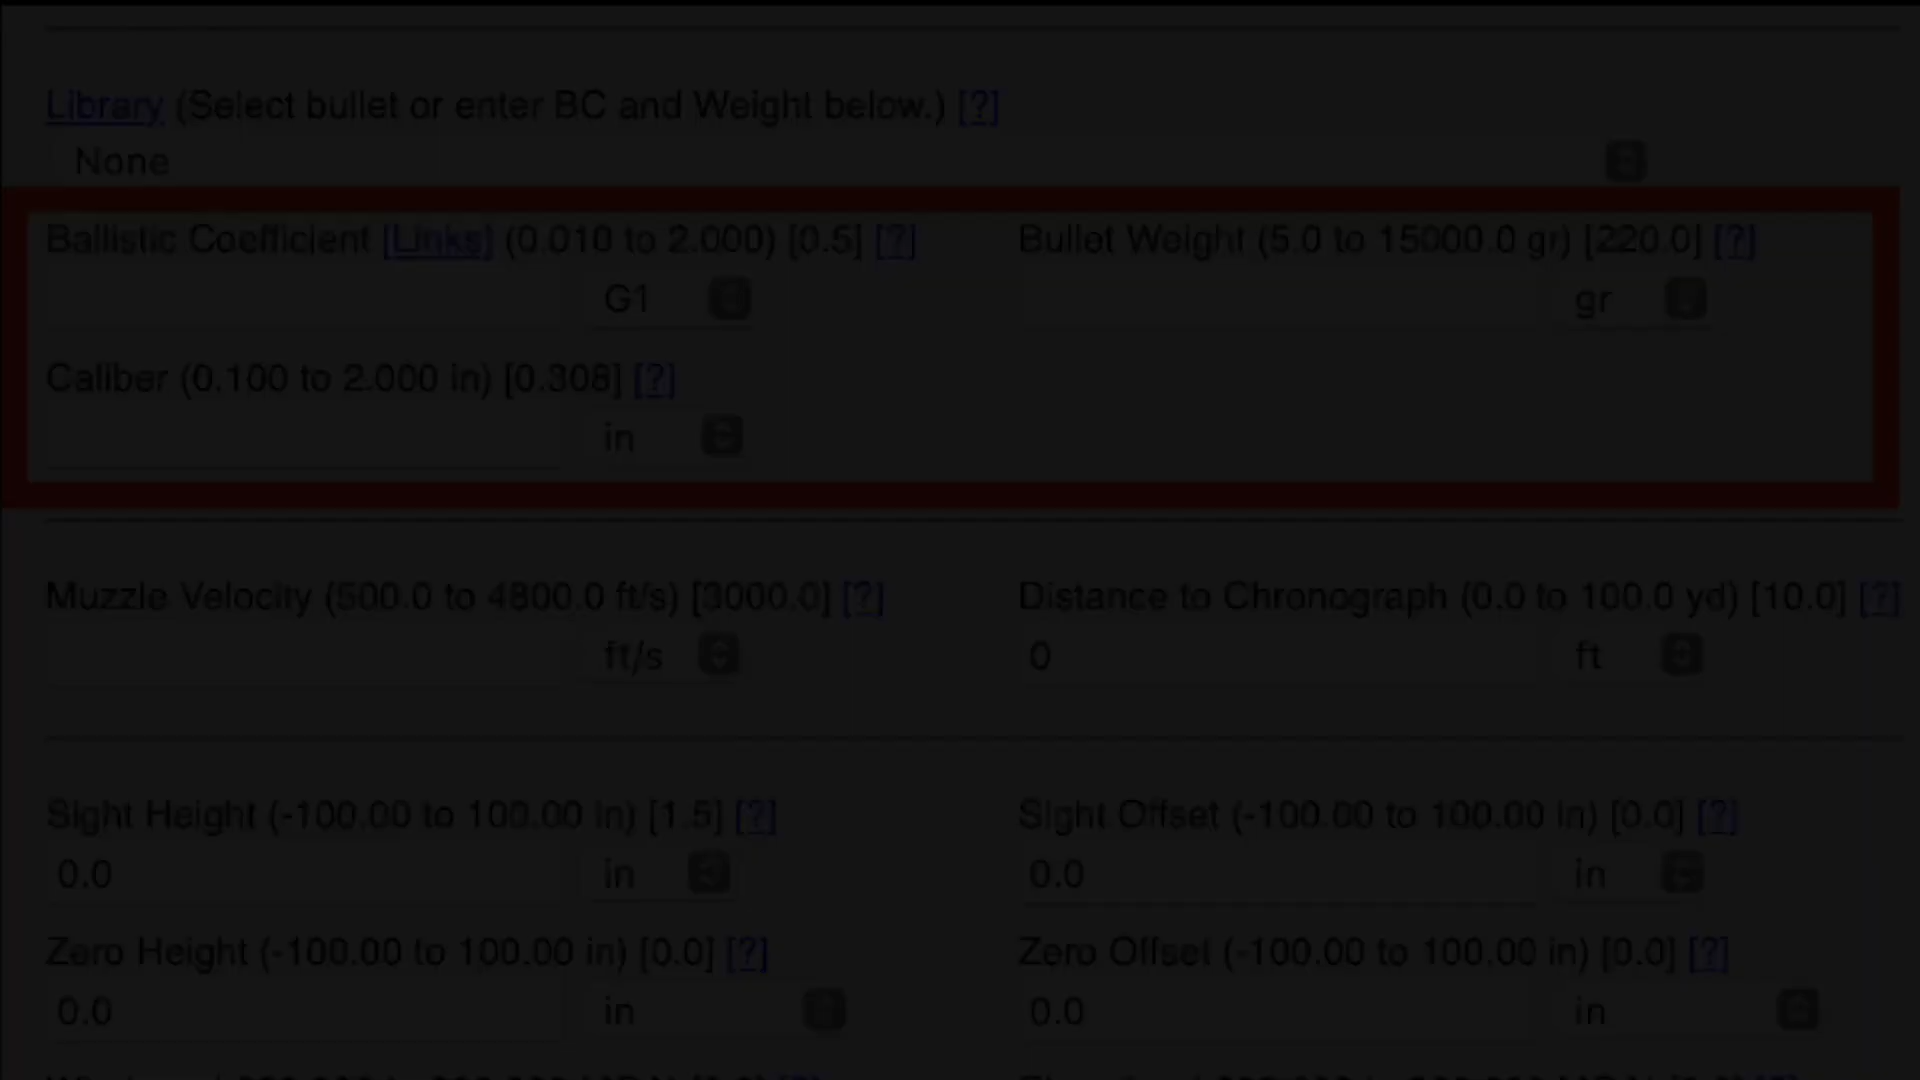 Library (Select bullet or enter BC and Weight below.) [?]
None
Ballistic Coefficient [Links] (0.010 to 2.000) [0.5] [?]
Bullet Weight (5.0 to 15000.0 gr) [220.0] [?]
G1
gr
Caliber (0.100 to 2.000 in) [0.308] [?]
in
Muzzle Velocity (500.0 to 4800.0 ft/s) [3000.0] [?]
Distance to Chronograph (0.0 to 100.0 yd) [10.0] [?]
ft/s
0
ft
Sight Height (-100.00 to 100.00 in) [1.5] [?]
Sight Offset (-100.00 to 100.00 in) [0.0] [?]
0.0
in
0.0
in
Zero Height (-100.00 to 100.00 in) [0.0] [?]
Zero Offset (-100.00 to 100.00 in) [0.0] [?]
0.0
in
0.0
in